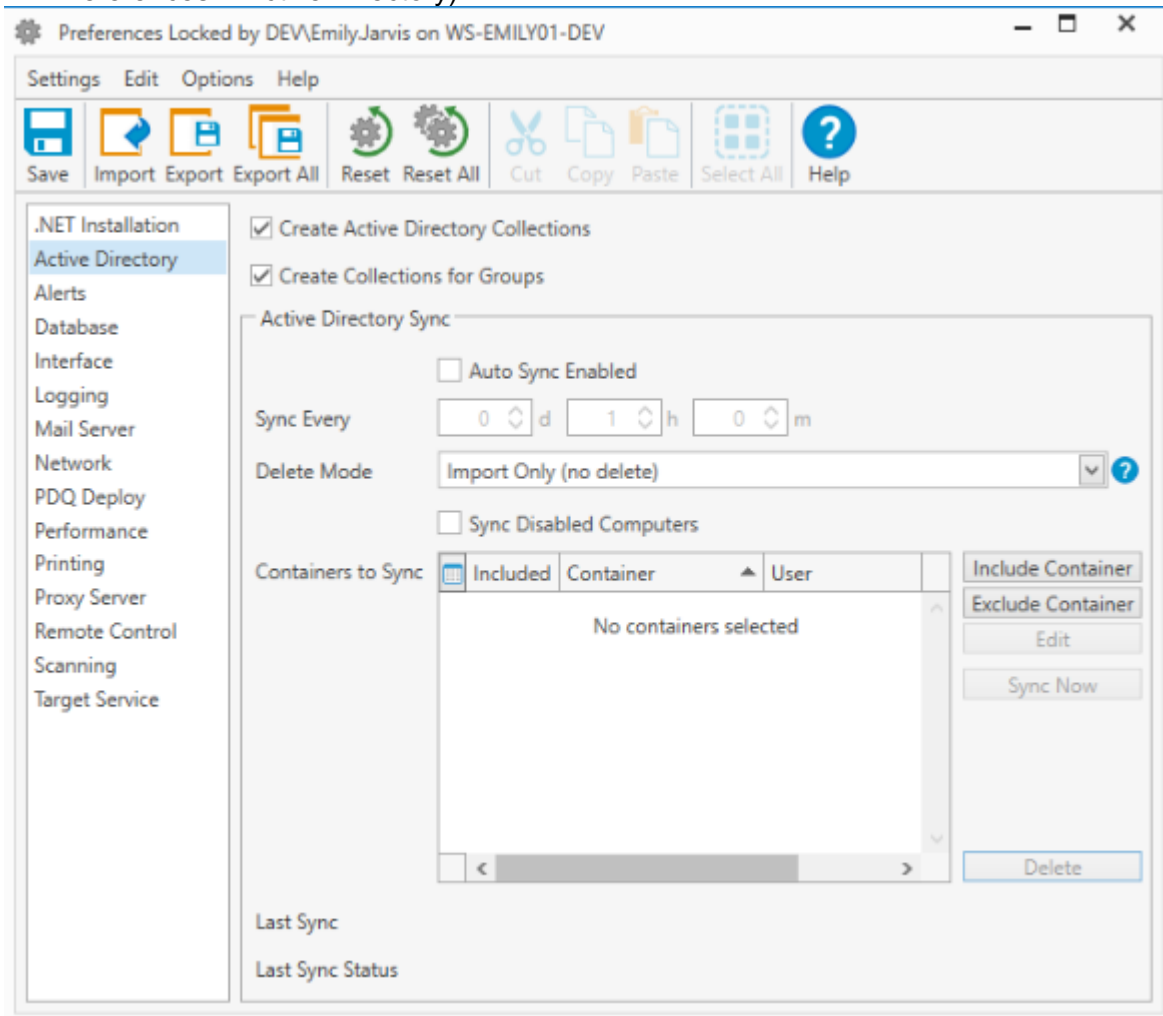 Preferences Locked by DEV\Emily.Jarvis on WS-EMILY01-DEV
Settings Edit Options Help
Save Import Export Export All Reset Reset All Cut Copy Paste Select All Help
.NET Installation
Active Directory
Alerts
Database
Interface
Logging
Mail Server
Network
PDQ Deploy
Performance
Printing
Proxy Server
Remote Control
Scanning
Target Service
Create Active Directory Collections
Create Collections for Groups
Active Directory Sync
Auto Sync Enabled
Sync Every 0 d 1 h 0 m
Delete Mode Import Only (no delete) ?
Sync Disabled Computers
Containers to Sync Included Container User
No containers selected
Include Container
Exclude Container
Edit
Sync Now
Delete
Last Sync
Last Sync Status